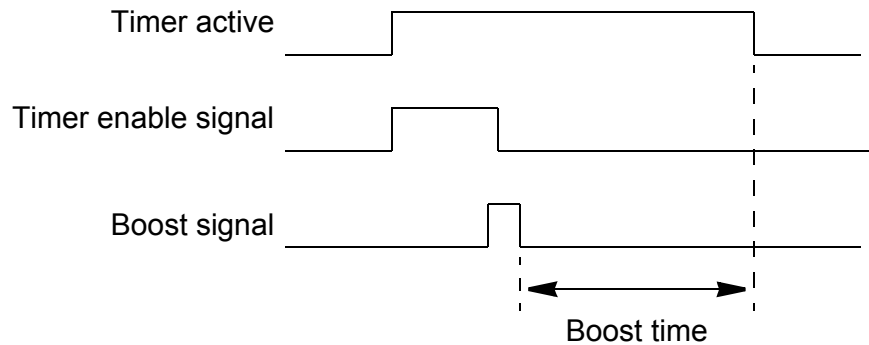 Timer active
Timer enable signal
Boost signal
Boost time